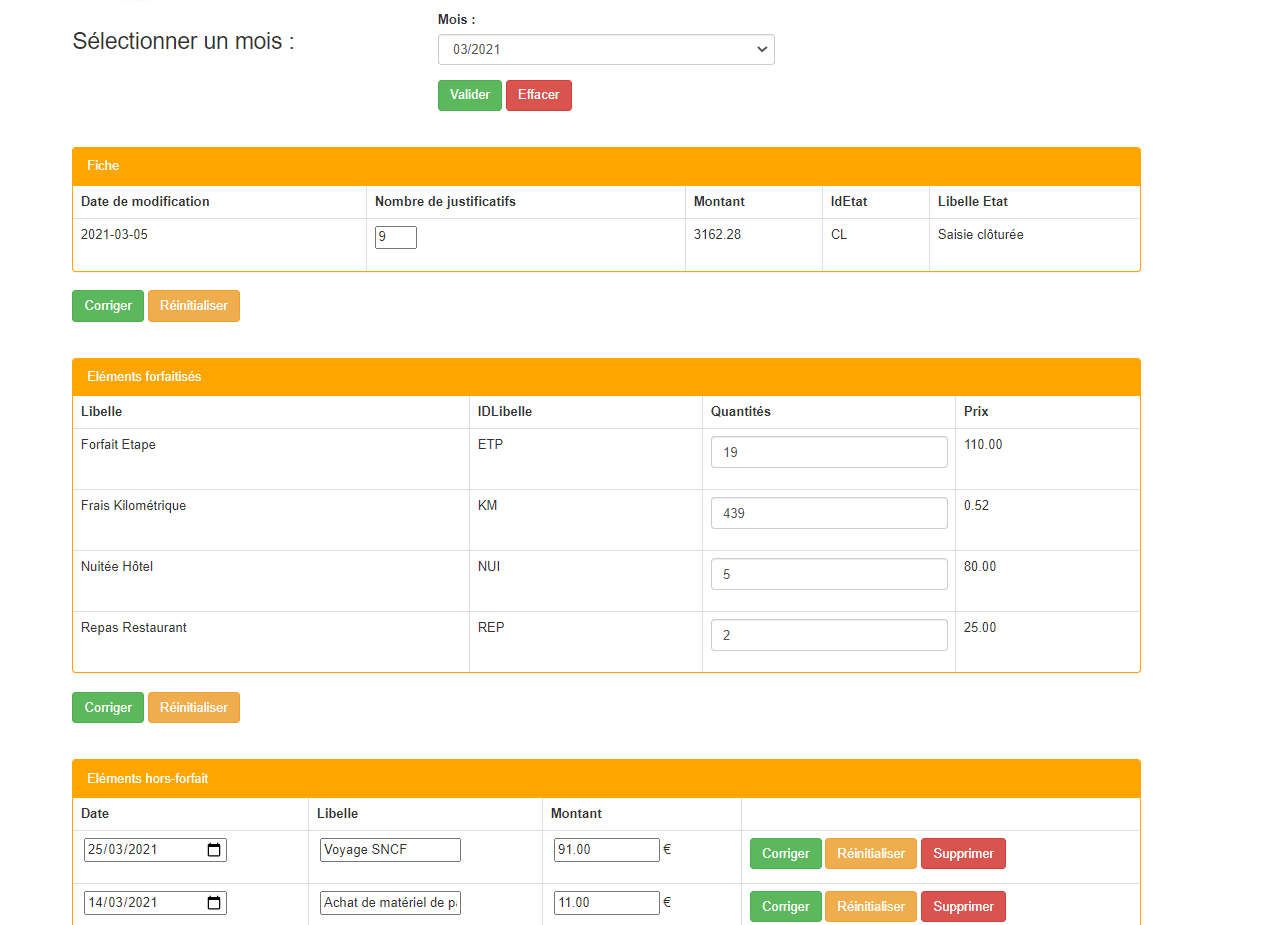 Sélectionner un mois :
Mois :
03/2021
Valider Effacer
Fiche
Date de modification Nombre de justificatifs Montant IdEtat Libelle Etat
2021-03-05 9 3162.28 CL Saisie clôturée
Corriger Réinitialiser
Eléments forfaitisés
Libelle IDLibelle Quantités Prix
Forfait Etape ETP 19 110.00
Frais Kilométrique KM 439 0.52
Nuitée Hôtel NUI 5 80.00
Repas Restaurant REP 2 25.00
Corriger Réinitialiser
Eléments hors-forfait
Date Libelle Montant
25/03/2021 Voyage SNCF 91.00 € Corriger Réinitialiser Supprimer
14/03/2021 Achat de matériel de 11.00 € Corriger Réinitialiser Supprimer